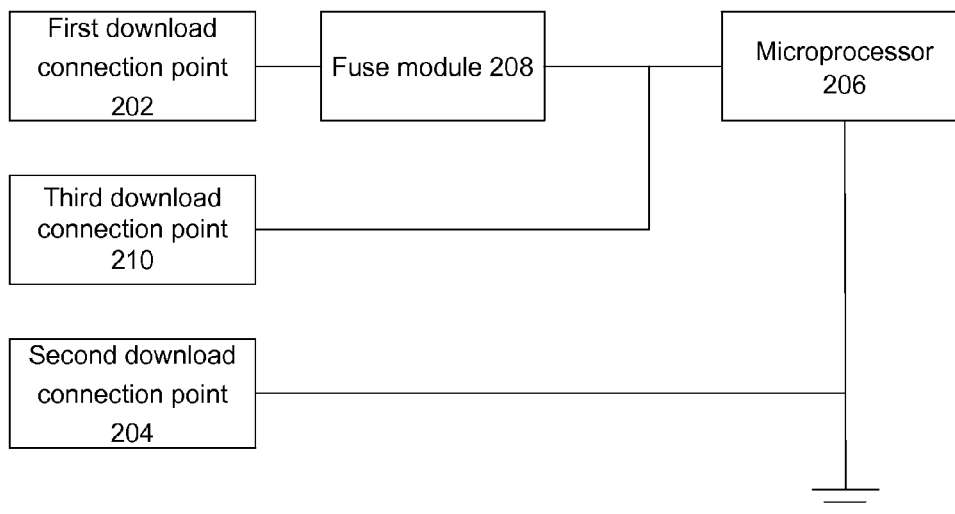 First download
connection point
202
Fuse module 208
Microprocessor
206
Third download
connection point
210
Second download
connection point
204